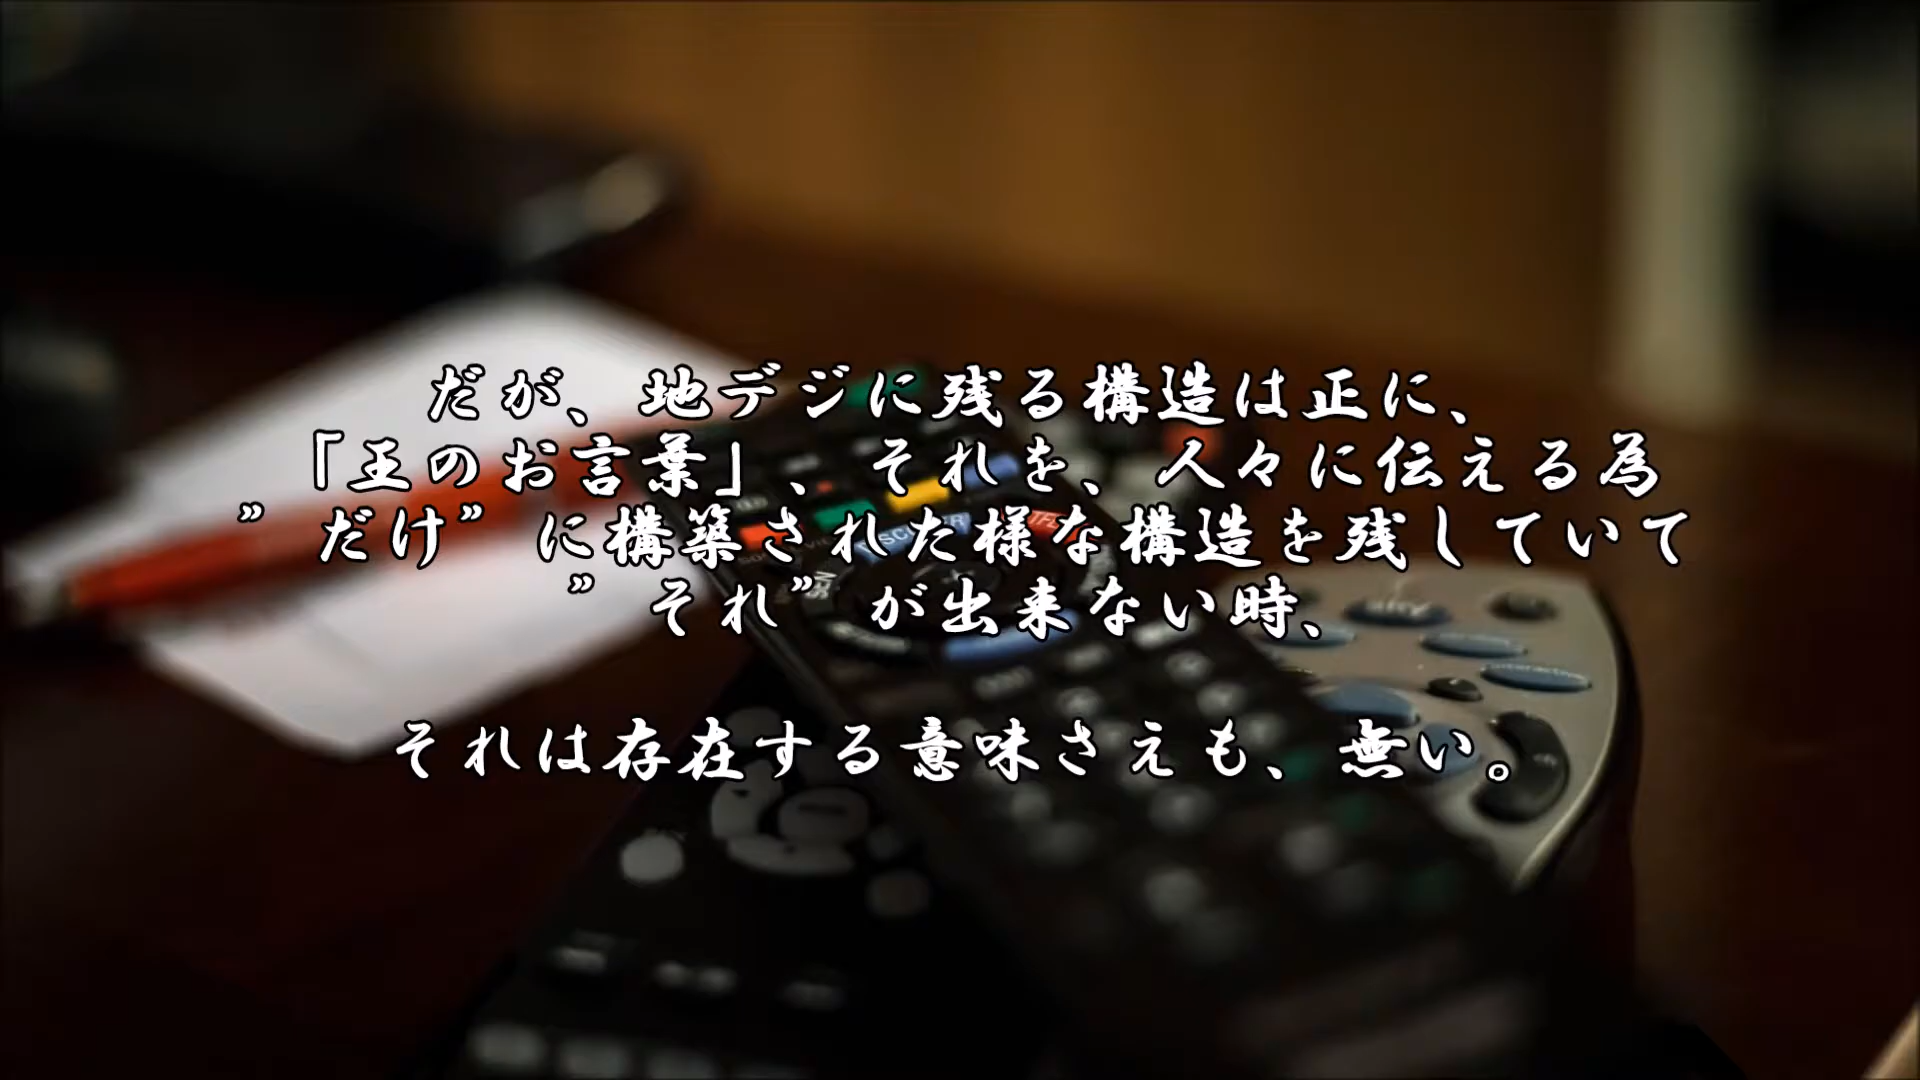 だが、地デジに残る構造は正に、
「王のお言葉」、それを、人々に伝える為
”だけ”に構築された様な構造を残していて
”それ”が出来ない時、
それは存在する意味さえも、無い。